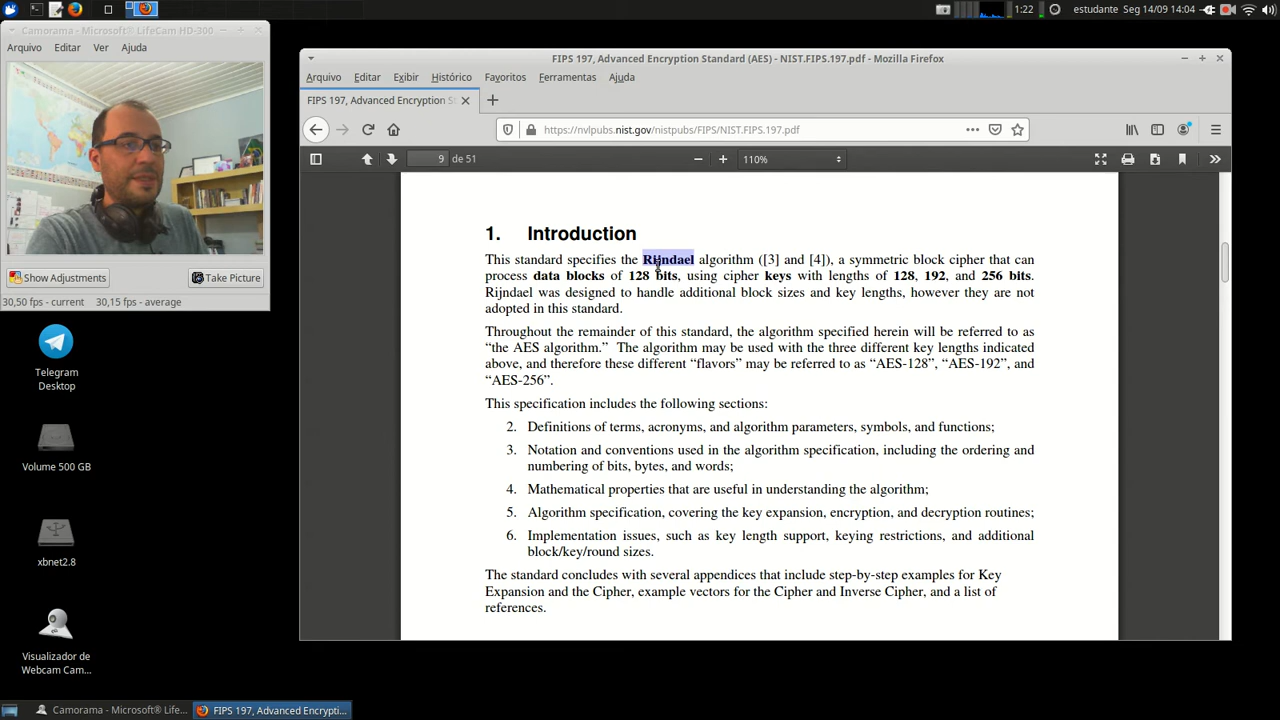 1:22
estudante Seg 14/09 14:04
Camorama - Microsoft® LifeCam HD-300
Arquivo Editar Ver Ajuda
Show Adjustments
Take Picture
30,50 fps - current 30,15 fps - average
Telegram
Desktop
Volume 500 GB
xbnet2.8
Visualizador de
Webcam Cam...
FIPS 197, Advanced Encryption Standard (AES) - NIST.FIPS.197.pdf - Mozilla Firefox
Arquivo Editar Exibir Histórico Favoritos Ferramentas Ajuda
FIPS 197, Advanced Encryption St
https://nvlpubs.nist.gov/nistpubs/FIPS/NIST.FIPS.197.pdf
9 de 51
110%
1. Introduction
This standard specifies the Rijndael algorithm ([3] and [4]), a symmetric block cipher that can
process data blocks of 128 bits, using cipher keys with lengths of 128, 192, and 256 bits.
Rijndael was designed to handle additional block sizes and key lengths, however they are not
adopted in this standard.
Throughout the remainder of this standard, the algorithm specified herein will be referred to as
“the AES algorithm.” The algorithm may be used with the three different key lengths indicated
above, and therefore these different “flavors” may be referred to as “AES-128”, “AES-192”, and
“AES-256”.
This specification includes the following sections:
2. Definitions of terms, acronyms, and algorithm parameters, symbols, and functions;
3. Notation and conventions used in the algorithm specification, including the ordering and
numbering of bits, bytes, and words;
4. Mathematical properties that are useful in understanding the algorithm;
5. Algorithm specification, covering the key expansion, encryption, and decryption routines;
6. Implementation issues, such as key length support, keying restrictions, and additional
block/key/round sizes.
The standard concludes with several appendices that include step-by-step examples for Key
Expansion and the Cipher, example vectors for the Cipher and Inverse Cipher, and a list of
references.
Camorama - Microsoft® LifeC...
FIPS 197, Advanced Encrypti...